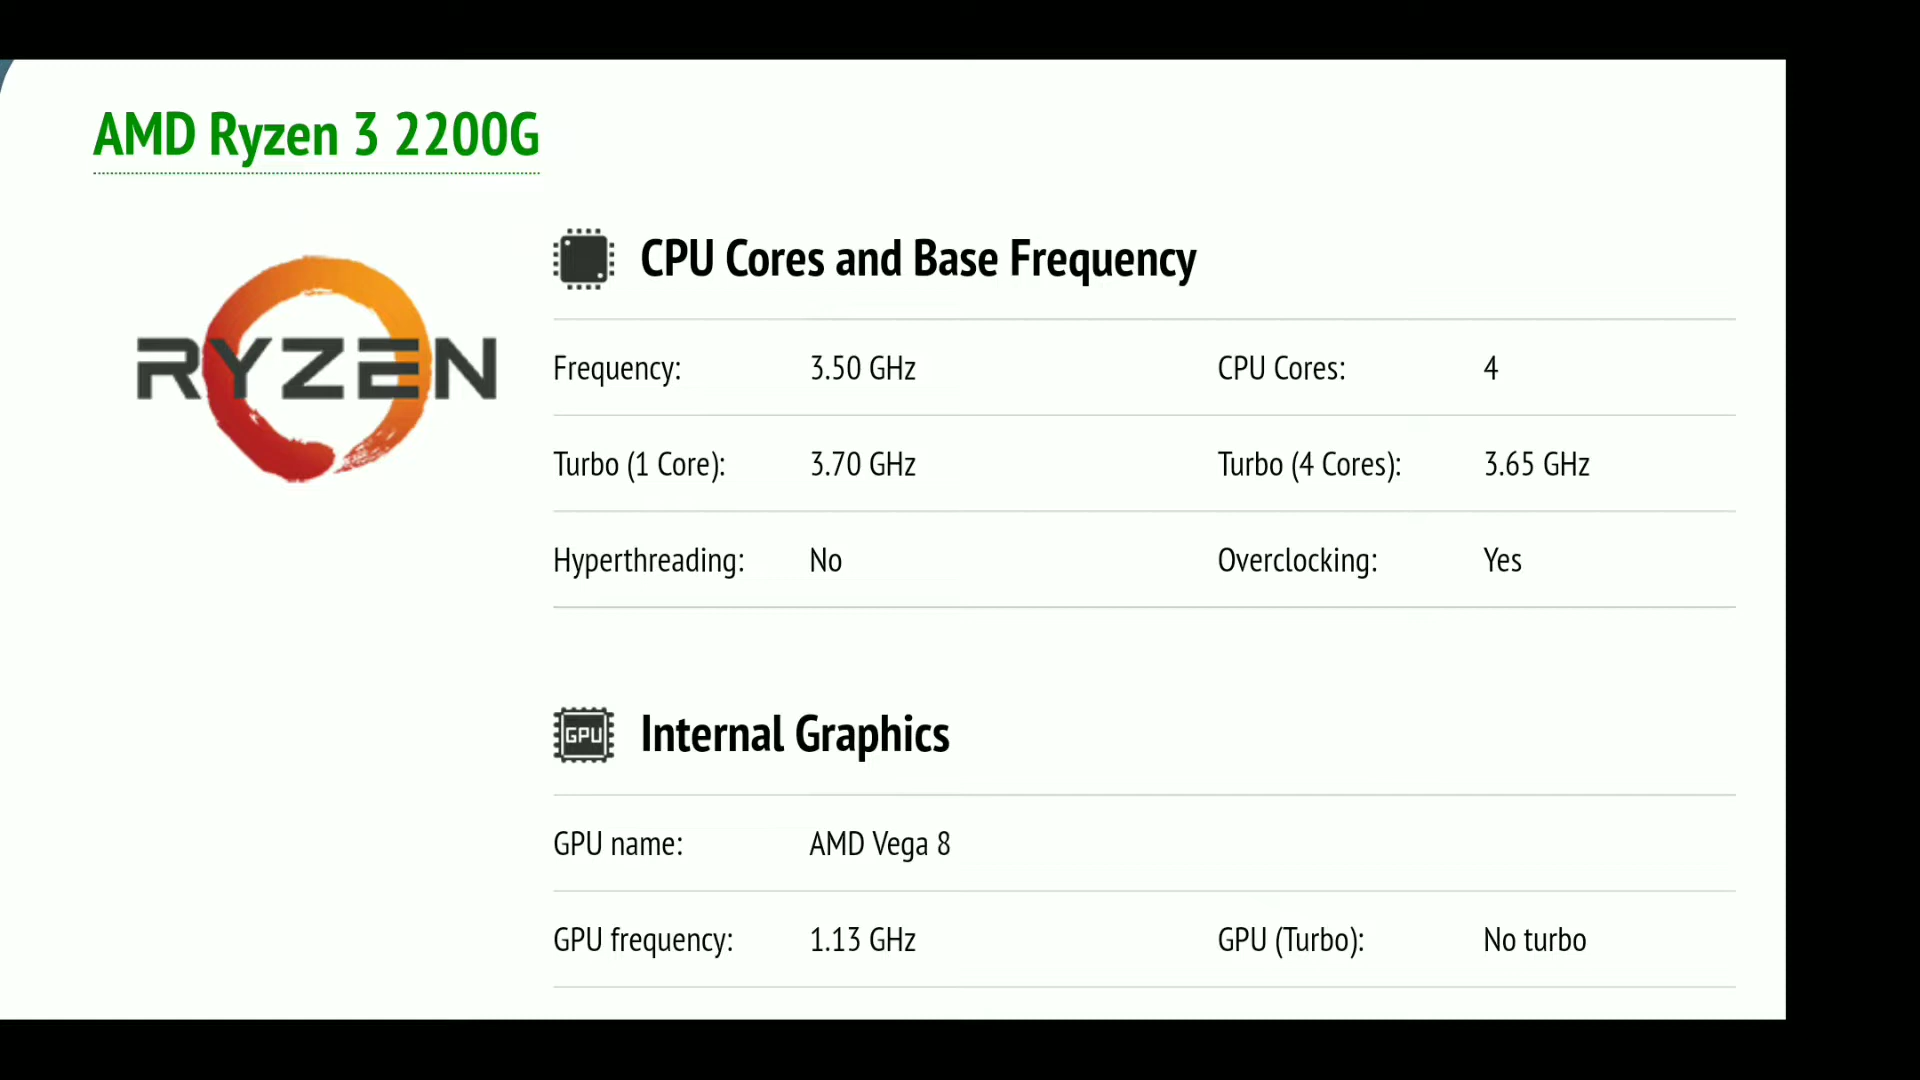 AMD Ryzen 3 2200G
RYZEN
CPU Cores and Base Frequency
Frequency: 3.50 GHz CPU Cores: 4
Turbo (1 Core): 3.70 GHz Turbo (4 Cores): 3.65 GHz
Hyperthreading: No Overclocking: Yes
GPU Internal Graphics
GPU name: AMD Vega 8
GPU frequency: 1.13 GHz GPU (Turbo): No turbo